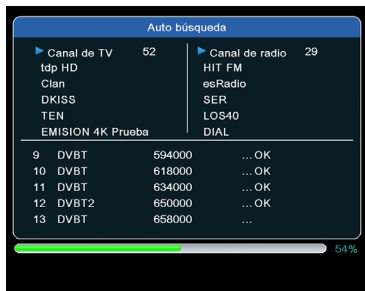 Auto búsqueda
Canal de TV 52
tdp HD
Clan
DKISS
TEN
EMISION 4K Prueba
Canal de radio 29
HIT FM
esRadio
SER
LOS40
DIAL
9 DVBT 594000 ...OK
10 DVBT 618000 ...OK
11 DVBT 634000 ...OK
12 DVBT2 650000 ...OK
13 DVBT 658000 ...
54%